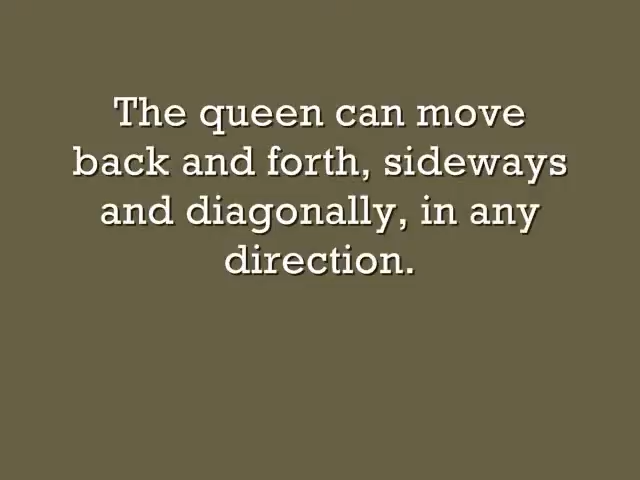 The queen can move
back and forth, sideways
and diagonally, in any
direction.